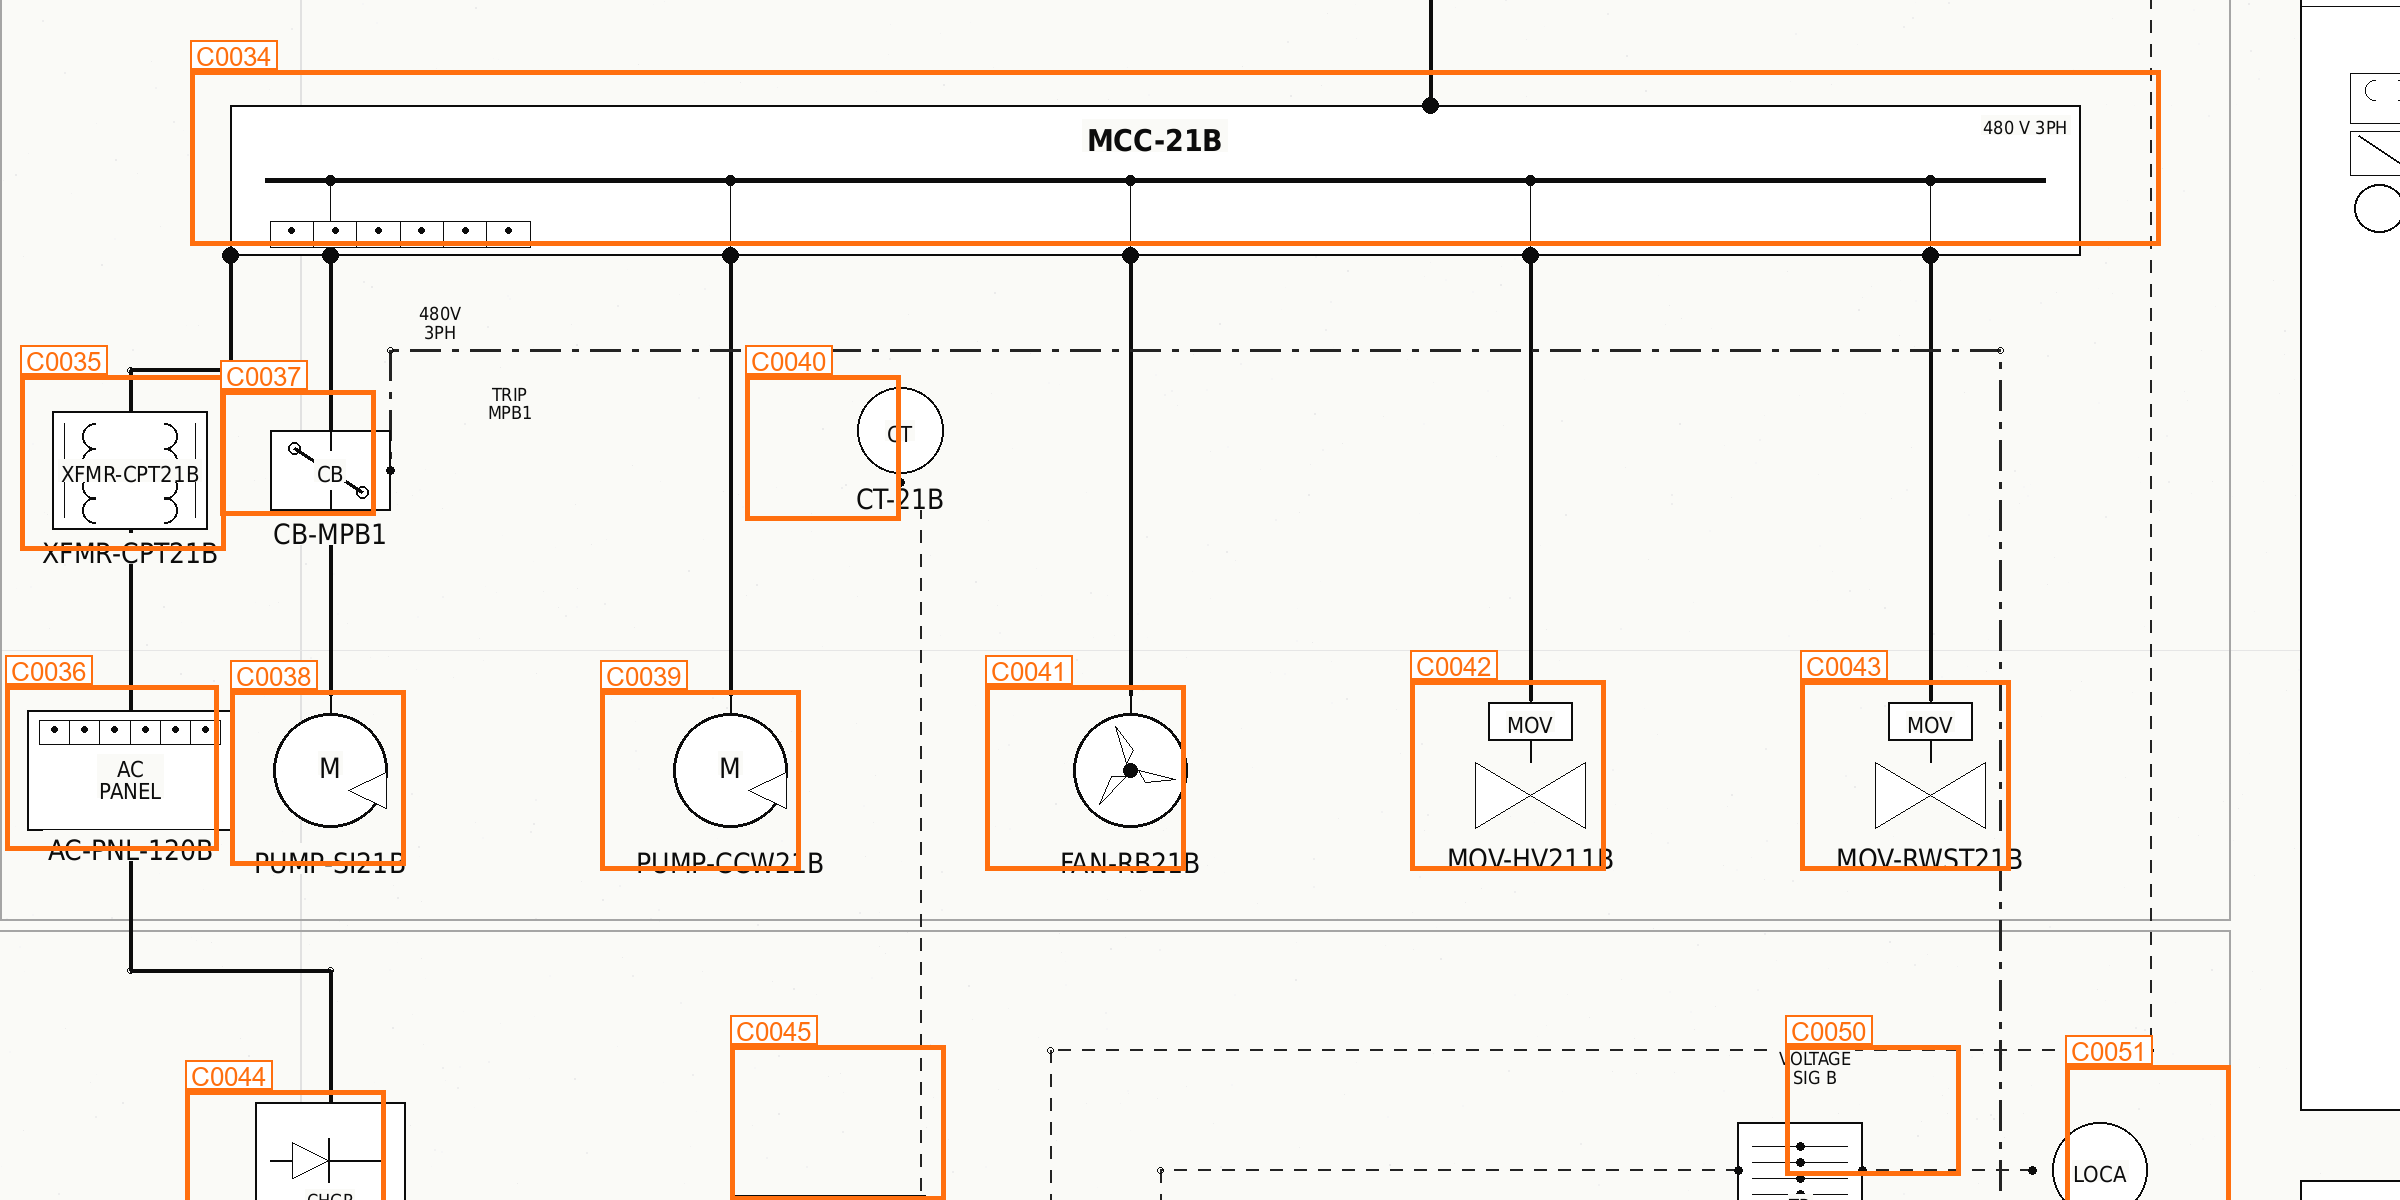 C0034
MCC-21B
480 V 3PH
480V
3PH
C0035
C0037
C0040
TRIP
MPB1
CT
XFMR-CPT21B
CB
CT-21B
CB-MPB1
XFMR-CPT21B
C0036
C0038
C0039
C0041
C0042
C0043
MOV
MOV
AC
PANEL
M
M
AC-PNL-120B
PUMP-SI21B
PUMP-CCW21B
FAN-RB21B
MOV-HV211B
MOV-RWST21B
C0045
C0050
C0051
VOLTAGE
SIG B
C0044
LOCA